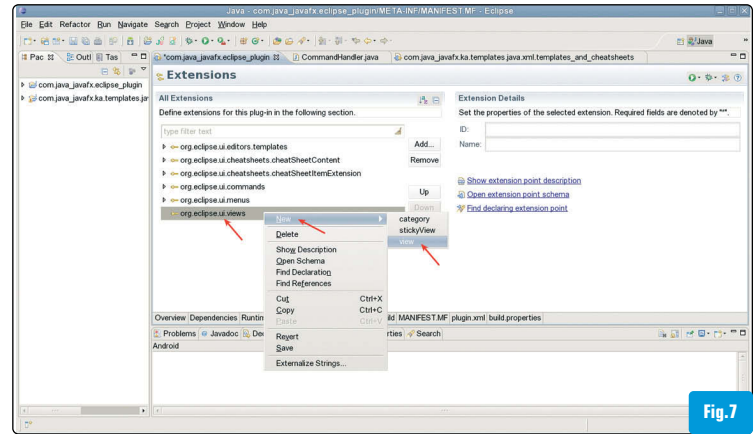 Java - com.java_javafx.eclipse_plugin/META-INF/MANIFEST.MF - Eclipse
File Edit Refactor Run Navigate Search Project Window Help
Java
Pac Outl Tas
*com.java_javafx.eclipse_plugin CommandHandler.java com.java_javafx.ka.templates java.xml.templates_and_cheatsheets
com.java_javafx.eclipse_plugin
com.java_javafx.ka.templates.jar
Extensions
All Extensions
Define extensions for this plug-in in the following section.
type filter text
org.eclipse.ui.editors.templates
org.eclipse.ui.cheatsheets.cheatSheetContent
org.eclipse.ui.cheatsheets.cheatSheetItemExtension
org.eclipse.ui.commands
org.eclipse.ui.menus
org.eclipse.ui.views
Add...
Remove
Up
Down
Extension Details
Set the properties of the selected extension. Required fields are denoted by "*".
ID:
Name:
Show extension point description
Open extension point schema
Find declaring extension point
New
Delete
Show Description
Open Schema
Find Declaration
Find References
Cut Ctrl+X
Copy Ctrl+C
Paste Ctrl+V
Revert
Save
Externalize Strings...
category
stickyView
view
Overview Dependencies Runtim ild MANIFEST.MF plugin.xml build.properties
Problems Javadoc Dec rties Search
Android
Fig.7